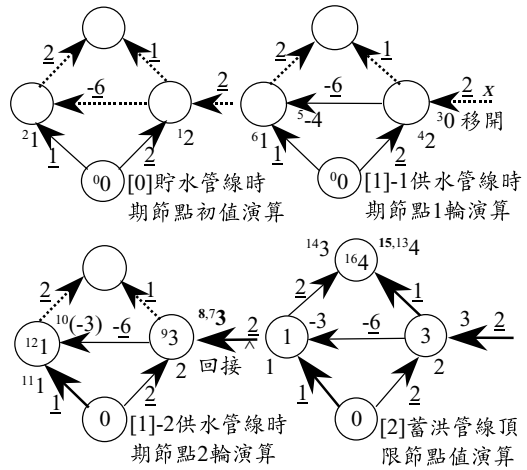 2 1
-6 2
²1 ¹2
1 2
⁰0 [0]貯水管線時
期節點初值演算
2 1
-6 2 x
⁵-4
⁶1 ⁴2 ³0 移開
1 2
⁰0 [1]-1供水管線時
期節點1輪演算
2 1
⁸,⁷3
¹⁰(-3) -6 ⁹3 2
¹²1 回接 ^
¹¹1 2
1 2
0 [1]-2供水管線時
期節點2輪演算
¹⁴3 ¹⁶4 ¹⁵,¹³4
2 1
1 -3 -6 3 3 2
1 2
1 2
0 [2]蓄洪管線頂
限節點值演算